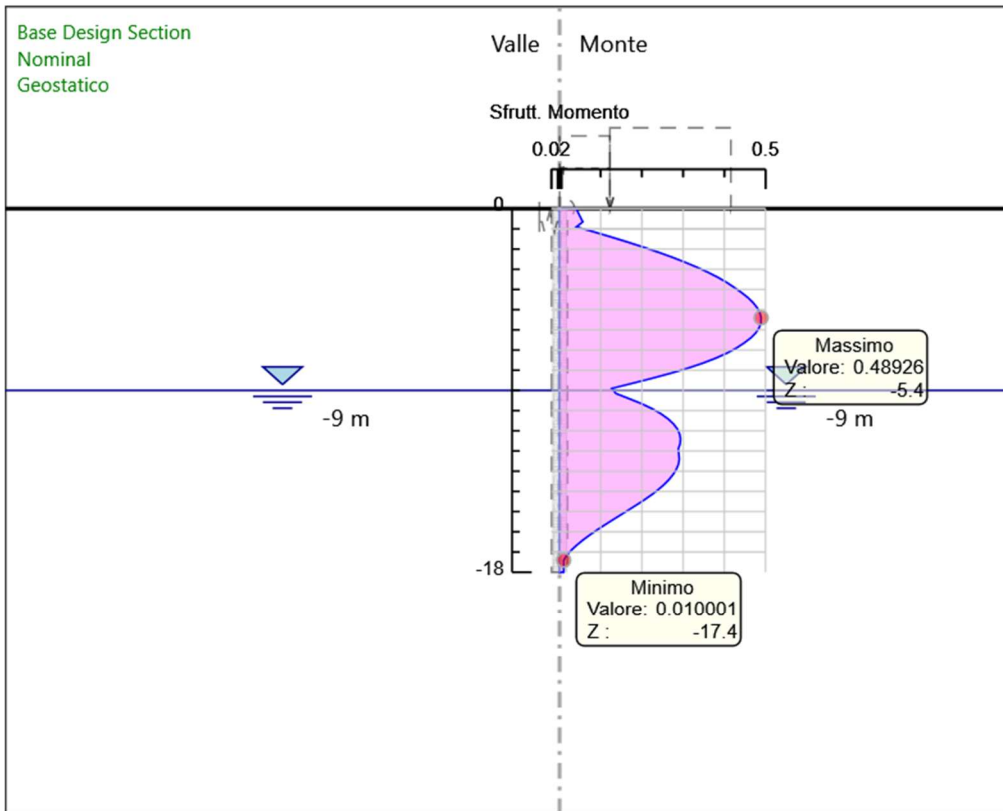 Base Design Section
Nominal
Geostatico
Valle Monte
Sfrutt. Momento
0.02 0.5
0
Massimo
Valore: 0.48926
Z : -5.4
-9 m
-9 m
-18
Minimo
Valore: 0.010001
Z : -17.4